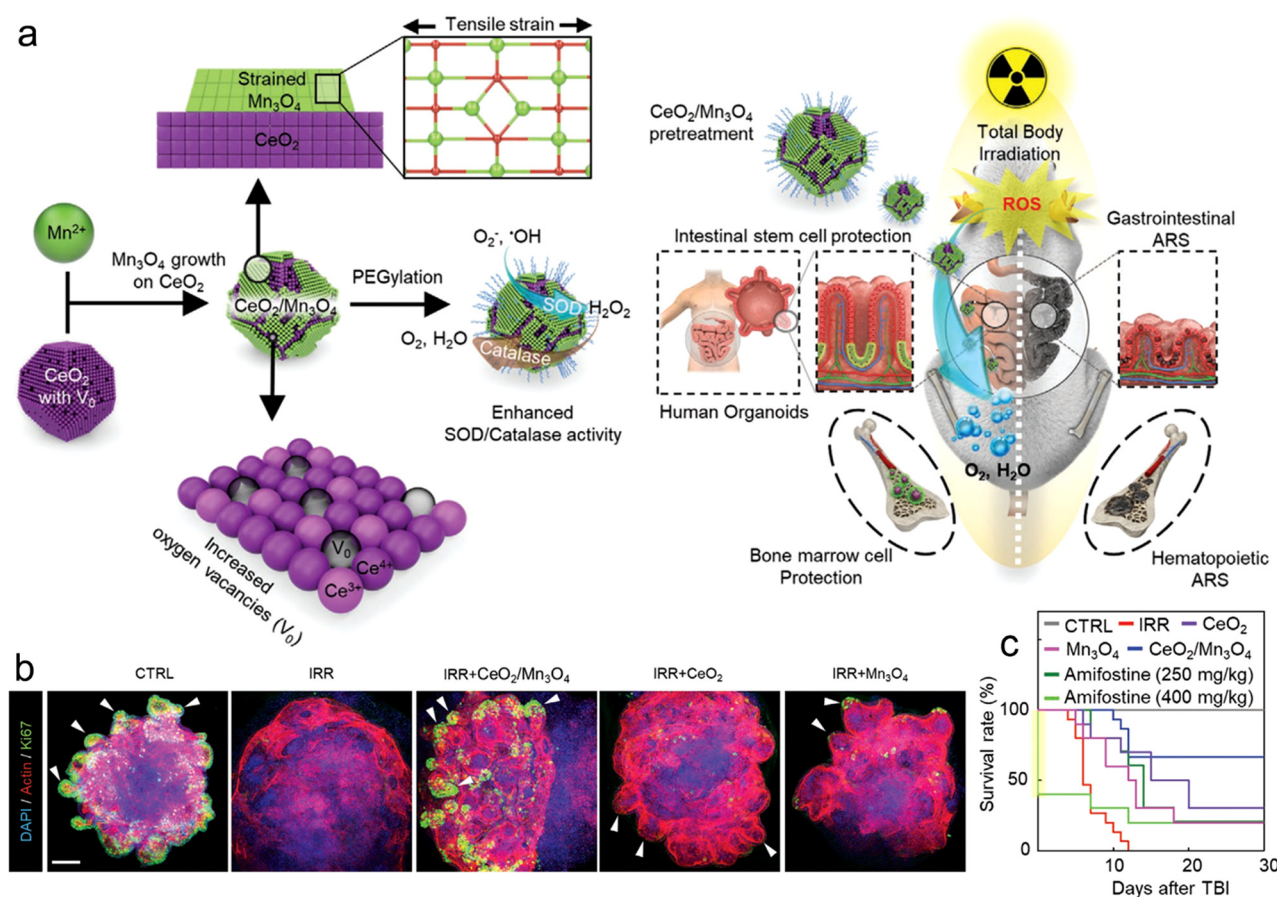 a
Tensile strain
Strained
Mn₃O₄
CeO₂
Mn²⁺
Mn₃O₄ growth
on CeO₂
CeO₂
with V₀
CeO₂/Mn₃O₄
PEGylation
O₂⁻, •OH
SOD
H₂O₂
O₂, H₂O
Catalase
Enhanced
SOD/Catalase activity
V₀
Ce⁴⁺
Ce³⁺
Increased
oxygen vacancies (V₀)
CeO₂/Mn₃O₄
pretreatment
Total Body
Irradiation
ROS
Intestinal stem cell protection
Gastrointestinal
ARS
Human Organoids
O₂, H₂O
Bone marrow cell
Protection
Hematopoietic
ARS
b
CTRL
IRR
IRR+CeO₂/Mn₃O₄
IRR+CeO₂
IRR+Mn₃O₄
DAPI / Actin / Ki67
c
CTRL IRR CeO₂
Mn₃O₄ CeO₂/Mn₃O₄
Amifostine (250 mg/kg)
Amifostine (400 mg/kg)
Survival rate (%)
100
50
0
10 20 30
Days after TBI